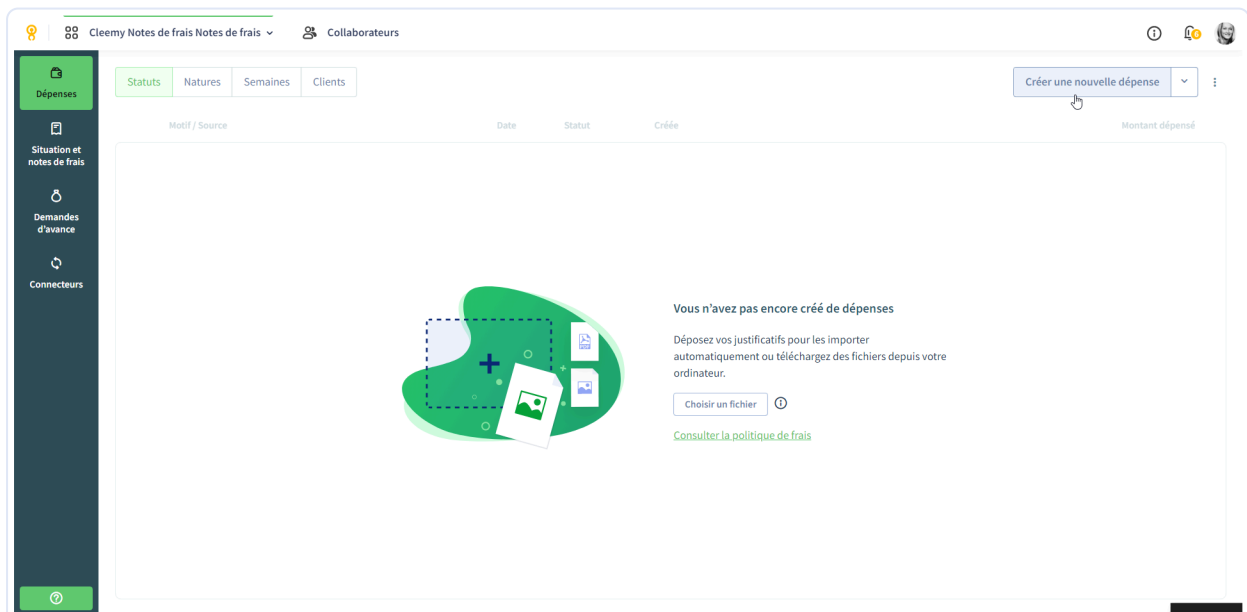 Cleemy Notes de frais Notes de frais
Collaborateurs
6
Dépenses
Situation et
notes de frais
Demandes
d'avance
Connecteurs
Statuts
Natures
Semaines
Clients
Créer une nouvelle dépense
Motif / Source
Date
Statut
Créée
Montant dépensé
PDF
Vous n'avez pas encore créé de dépenses
Déposez vos justificatifs pour les importer
automatiquement ou téléchargez des fichiers depuis votre
ordinateur.
Choisir un fichier
Consulter la politique de frais